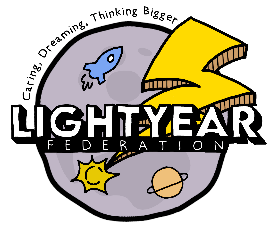 Caring, Dreaming, Thinking Bigger
LIGHTYEAR
FEDERATION